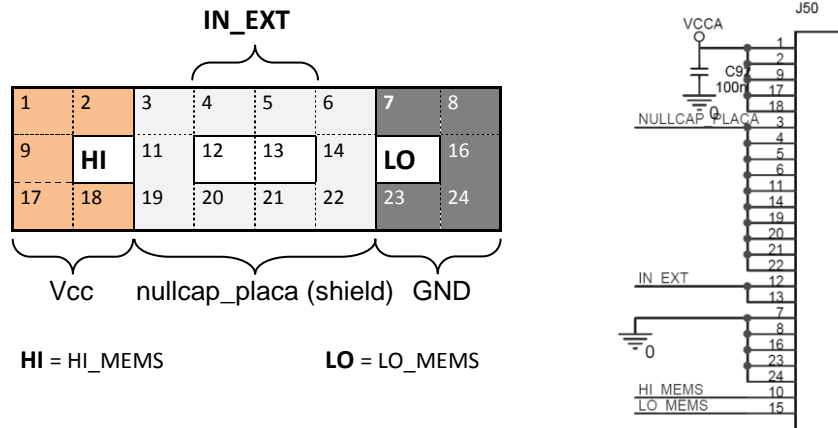 IN_EXT
1 2 3 4 5 6 7 8
9 HI 11 12 13 14 LO 16
17 18 19 20 21 22 23 24
Vcc nullcap_placa (shield) GND
HI = HI_MEMS LO = LO_MEMS
J50
VCCA
1
2
C92 9
100n 17
18
0
NULLCAP_PLACA 3
4
5
6
11
14
19
20
21
22
IN_EXT 12
13
7
8
0 16
23
24
HI_MEMS 10
LO_MEMS 15